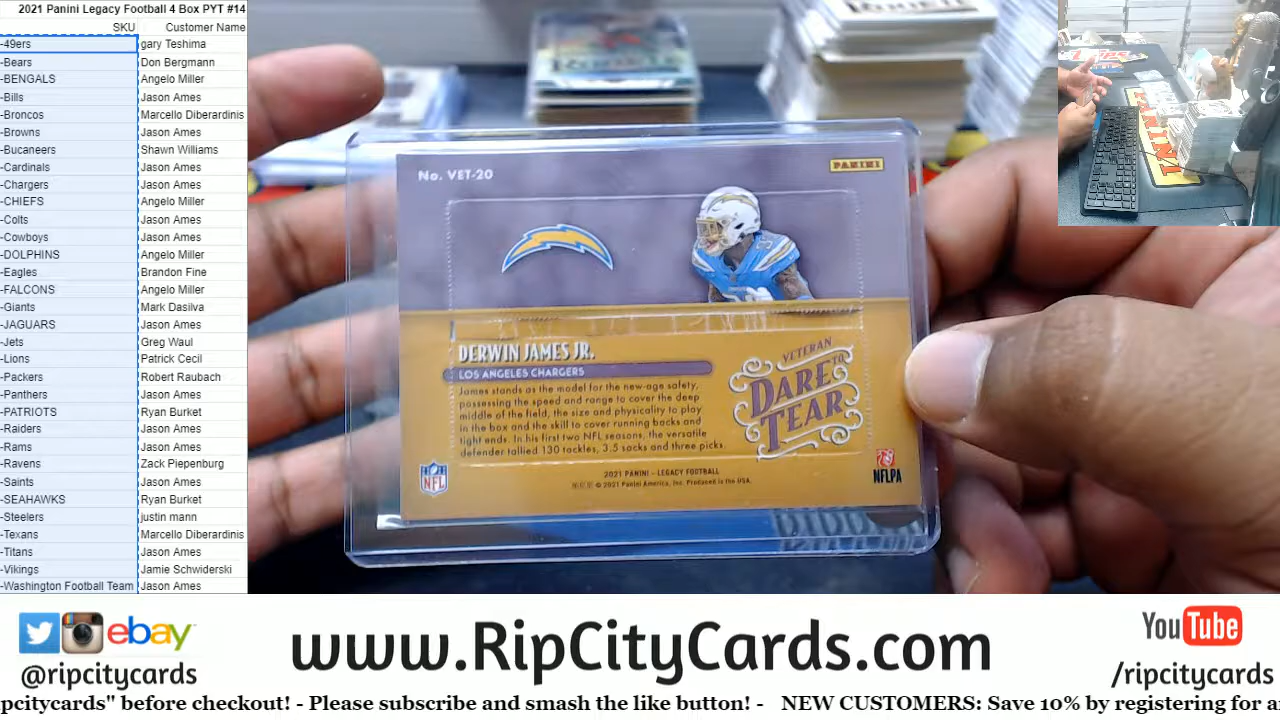 2021 Panini Legacy Football 4 Box PYT #14
SKU Customer Name
-49ers gary Teshima
-Bears Don Bergmann
-BENGALS Angelo Miller
-Bills Jason Ames
-Broncos Marcello Diberardinis
-Browns Jason Ames
-Bucaneers Shawn Williams
-Cardinals Jason Ames
-Chargers Jason Ames
-CHIEFS Angelo Miller
-Colts Jason Ames
-Cowboys Jason Ames
-DOLPHINS Angelo Miller
-Eagles Brandon Fine
-FALCONS Angelo Miller
-Giants Mark Dasilva
-JAGUARS Jason Ames
-Jets Greg Waul
-Lions Patrick Cecil
-Packers Robert Raubach
-Panthers Jason Ames
-PATRIOTS Ryan Burket
-Raiders Jason Ames
-Rams Jason Ames
-Ravens Zack Piepenburg
-Saints Jason Ames
-SEAHAWKS Ryan Burket
-Steelers justin mann
-Texans Marcello Diberardinis
-Titans Jason Ames
-Vikings Jamie Schwiderski
-Washington Football Team Jason Ames
No. VET-20
PANINI
DERWIN JAMES JR.
LOS ANGELES CHARGERS
James stands as the model for the new-age safety,
possessing the speed and range to cover the deep
middle of the field, the size and physicality to play
in the box and the skill to cover running backs and
tight ends. In his first two NFL seasons, the versatile
defender tallied 130 tackles, 3.5 sacks and three picks.
VETERAN
DARE TO
TEAR
NFL
2021 PANINI - LEGACY FOOTBALL
© 2021 Panini America, Inc. Produced in the USA.
NFLPA
PANINI
ebay
@ripcitycards
www.RipCityCards.com
YouTube
/ripcitycards
pcitycards" before checkout! - Please subscribe and smash the like button! - NEW CUSTOMERS: Save 10% by registering for a